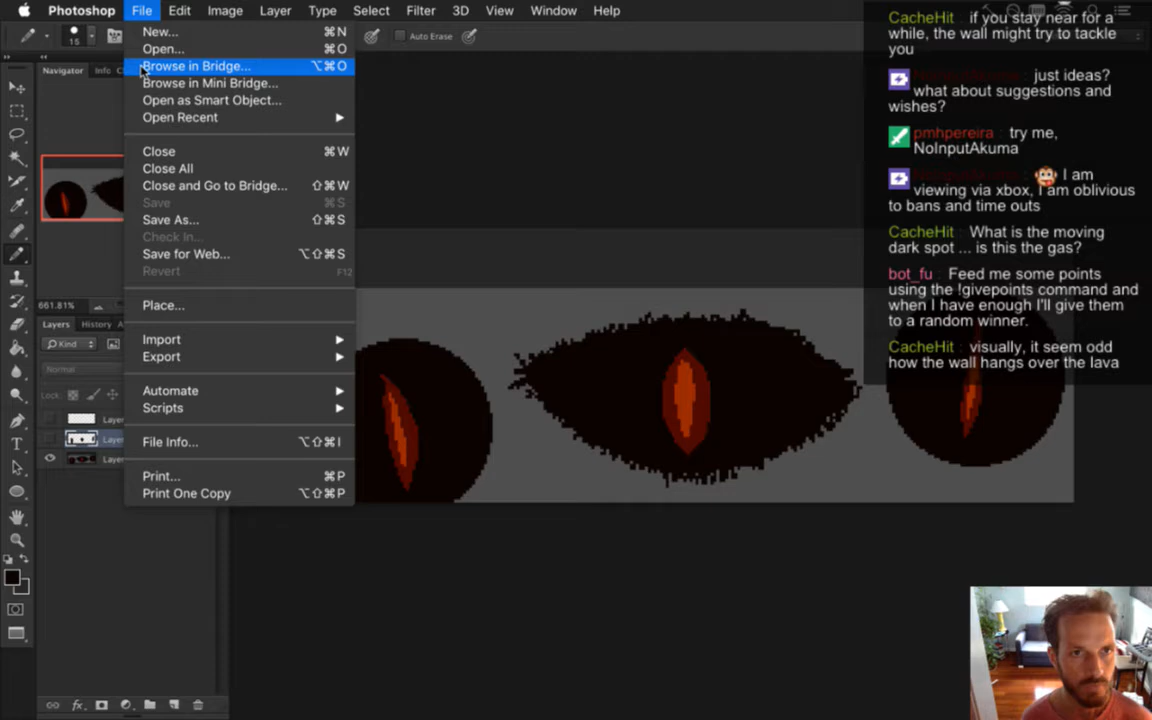 Photoshop File Edit Image Layer Type Select Filter 3D View Window Help
15 Auto Erase
Navigator Info
New... ⌘N
Open... ⌘O
Browse in Bridge... ⌥⌘O
Browse in Mini Bridge...
Open as Smart Object...
Open Recent
Close ⌘W
Close All
Close and Go to Bridge... ⇧⌘W
Save ⌘S
Save As... ⇧⌘S
Check In...
Save for Web... ⌥⇧⌘S
Revert F12
Place...
Import
Export
Automate
Scripts
File Info... ⌥⇧⌘I
Print... ⌘P
Print One Copy ⌥⇧⌘P
661.81%
Layers History
Kind
Normal
Lock:
Layer
Layer
Layer
CacheHit : if you stay near for a
while, the wall might try to tackle
you
: just ideas?
what about suggestions and
wishes?
pmhpereira : try me,
NoInputAkuma
: I am
viewing via xbox, I am oblivious
to bans and time outs
CacheHit : What is the moving
dark spot ... is this the gas?
bot_fu : Feed me some points
using the !givepoints command and
when I have enough I'll give them
to a random winner.
CacheHit : visually, it seem odd
how the wall hangs over the lava